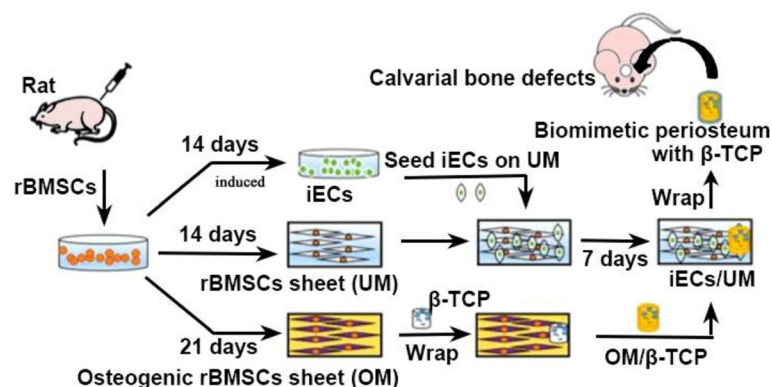 Calvarial bone defects
Rat
Biomimetic periosteum
with β-TCP
14 days
induced
iECs
Seed iECs on UM
rBMSCs
Wrap
14 days
rBMSCs sheet (UM)
7 days
iECs/UM
21 days
β-TCP
Wrap
OM/β-TCP
Osteogenic rBMSCs sheet (OM)